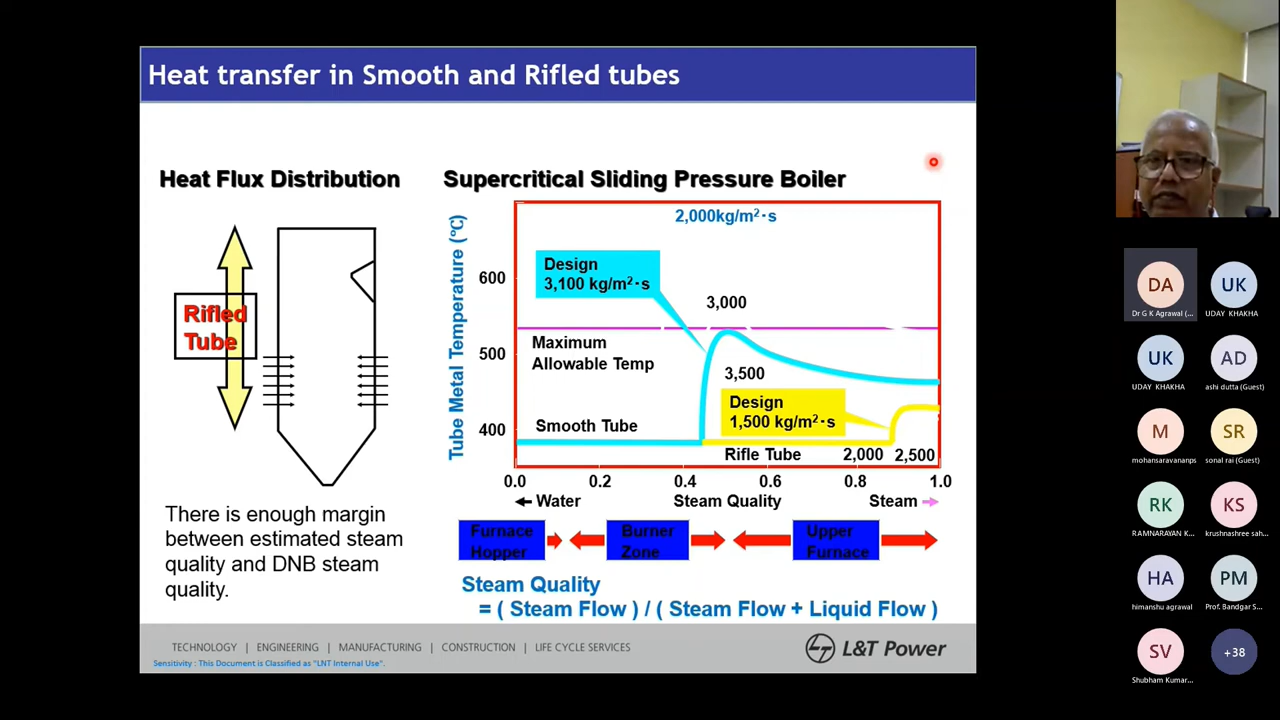 Heat transfer in Smooth and Rifled tubes
Heat Flux Distribution
Rifled
Tube
There is enough margin
between estimated steam
quality and DNB steam
quality.
Supercritical Sliding Pressure Boiler
Tube Metal Temperature (℃)
2,000kg/m²・s
Design
3,100 kg/m²・s
3,000
600
500
400
Maximum
Allowable Temp
3,500
Design
1,500 kg/m²・s
Smooth Tube
Rifle Tube
2,000
2,500
0.0 0.2 0.4 0.6 0.8 1.0
Water
Steam Quality
Steam
Furnace
Hopper
Burner
Zone
Upper
Furnace
Steam Quality
= ( Steam Flow ) / ( Steam Flow + Liquid Flow )
TECHNOLOGY | ENGINEERING | MANUFACTURING | CONSTRUCTION | LIFE CYCLE SERVICES
Sensitivity : This Document is Classified as "LNT Internal Use".
L&T Power
DA
Dr G K Agrawal (...
UK
UDAY KHAKHA
UK
UDAY KHAKHA
AD
ashi dutta (Guest)
M
mohansaravananps
SR
sonal rai (Guest)
RK
RAMNARAYAN K...
KS
krushnashree sah...
HA
himanshu agrawal
PM
Prof. Bandgar S...
SV
Shubham Kumar...
+38